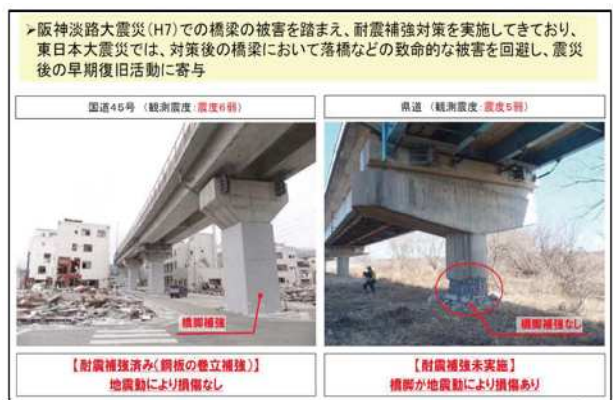 ➢阪神淡路大震災(H7)での橋梁の被害を踏まえ、耐震補強対策を実施してきており、
東日本大震災では、対策後の橋梁において落橋などの致命的な被害を回避し、震災
後の早期復旧活動に寄与
国道45号 (観測震度:震度6弱)
県道 (観測震度:震度5弱)
橋脚補強
橋脚補強なし
【耐震補強済み(鋼板の巻立補強)】
地震動により損傷なし
【耐震補強未実施】
橋脚が地震動により損傷あり